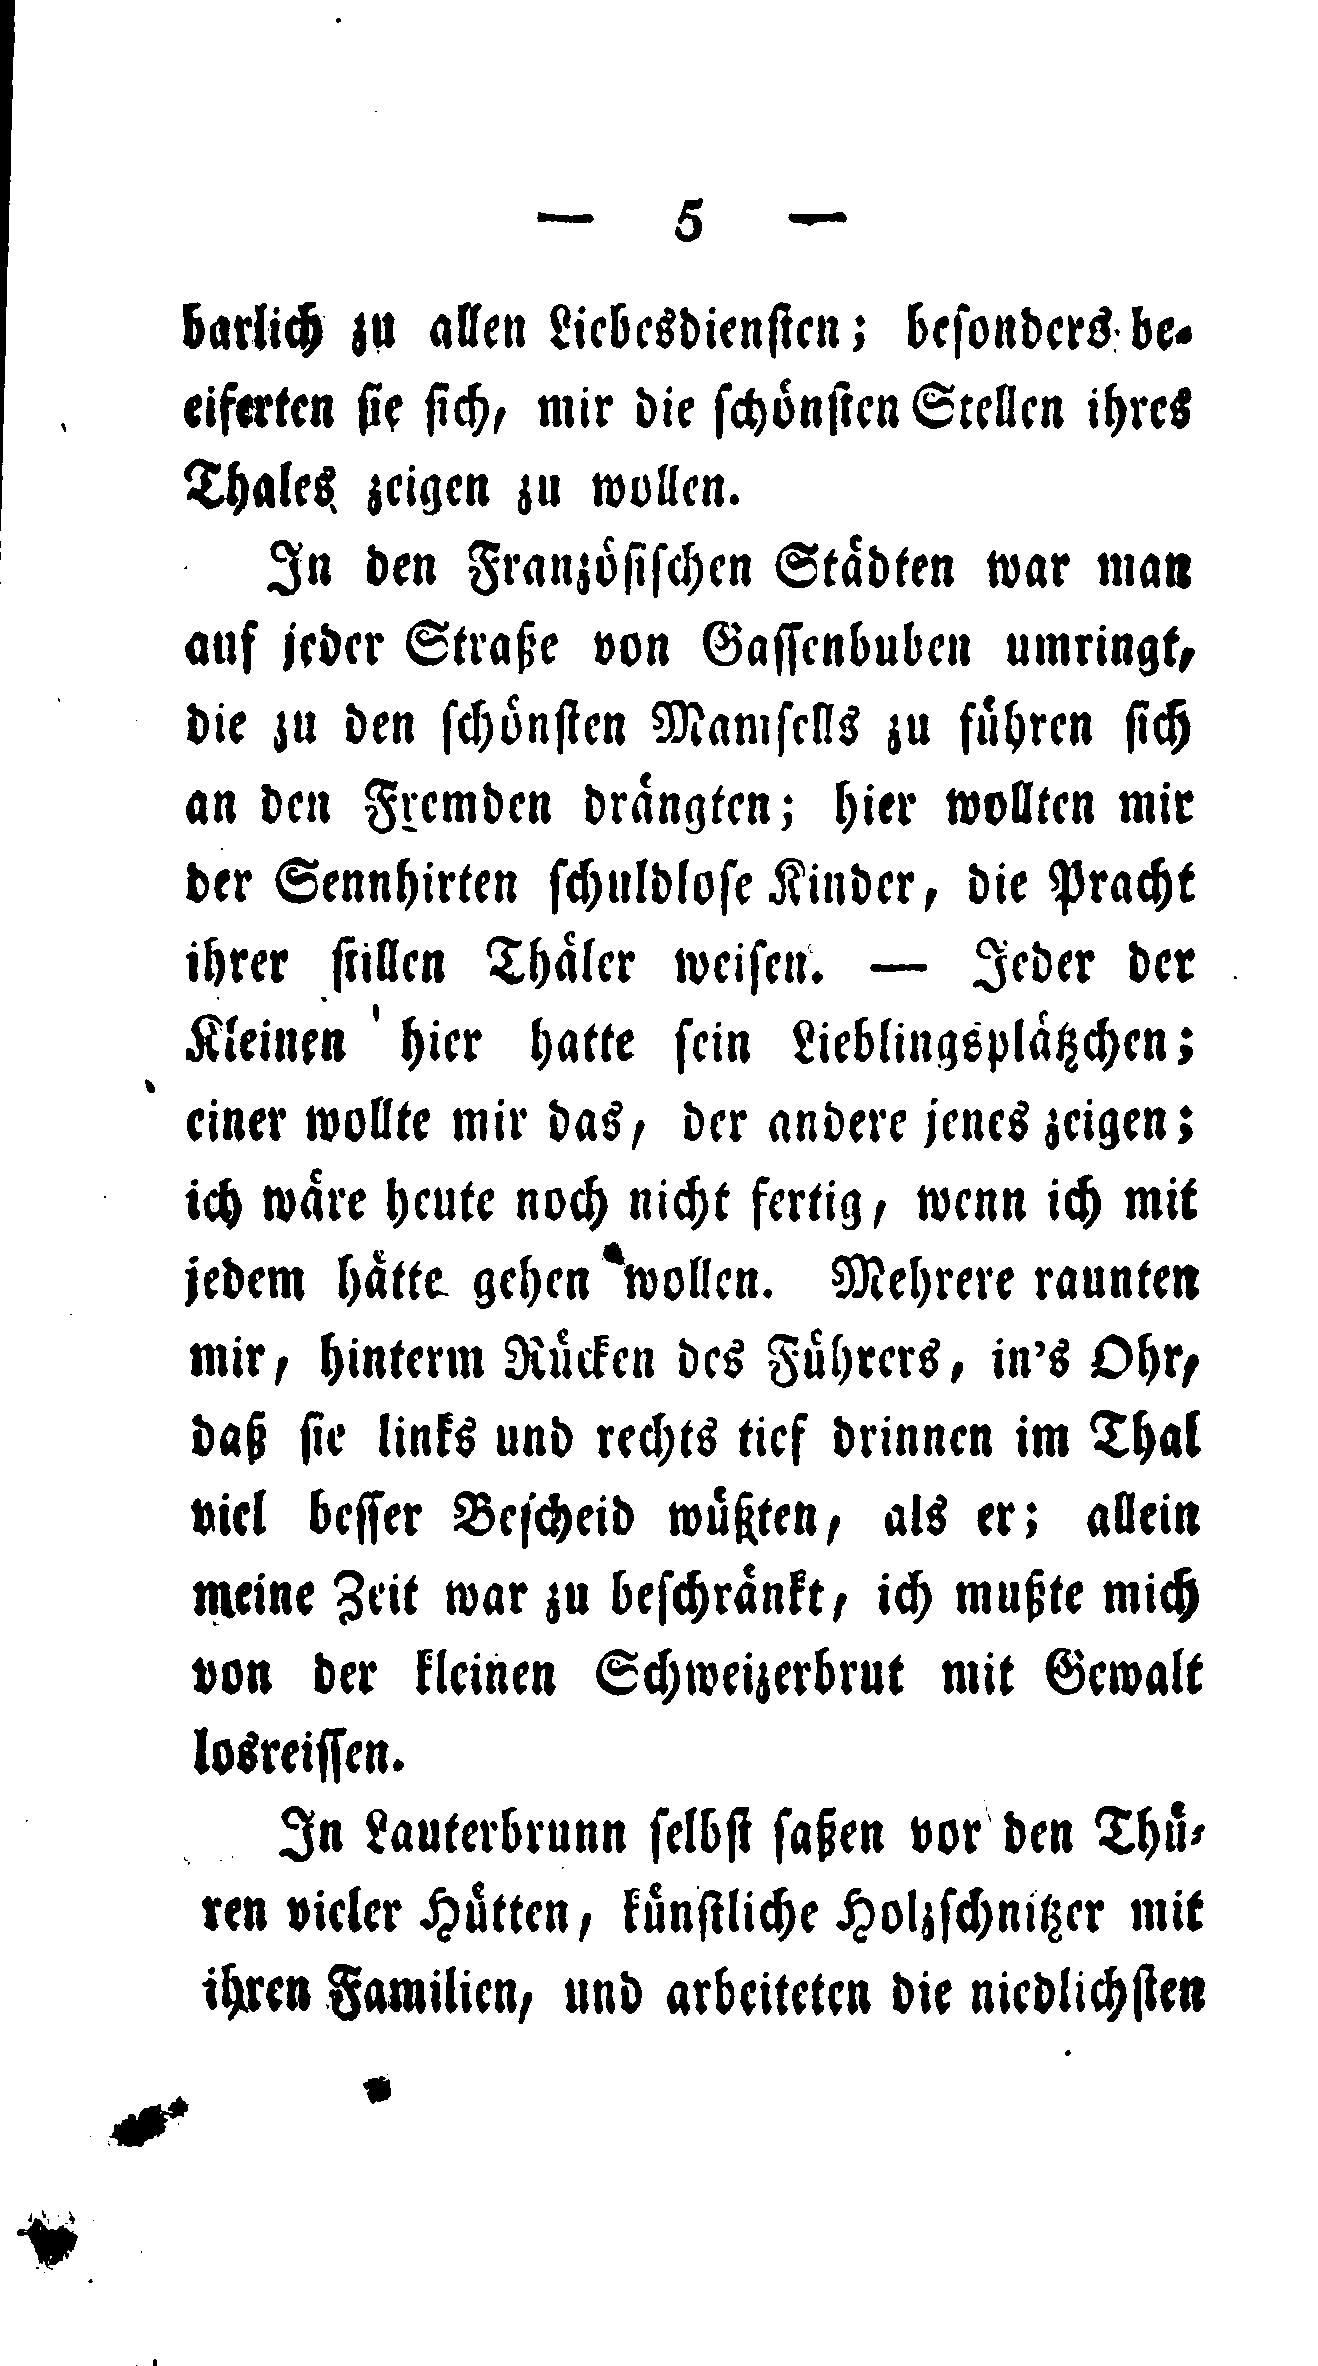 — 5 —
barlich zu allen Liebesdiensten; besonders be-
eiferten sie sich, mir die schönsten Stellen ihres
Thales zeigen zu wollen.
In den Französischen Städten war man
auf jeder Straße von Gassenbuben umringt,
die zu den schönsten Mamsells zu führen sich
an den Fremden drängten; hier wollten mir
der Sennhirten schuldlose Kinder, die Pracht
ihrer stillen Thäler weisen. — Jeder der
Kleinen hier hatte sein Lieblingsplätzchen;
einer wollte mir das, der andere jenes zeigen;
ich wäre heute noch nicht fertig, wenn ich mit
jedem hätte gehen wollen. Mehrere raunten
mir, hinterm Rücken des Führers, in's Ohr,
daß sie links und rechts tief drinnen im Thal
viel besser Bescheid wüßten, als er; allein
meine Zeit war zu beschränkt, ich mußte mich
von der kleinen Schweizerbrut mit Gewalt
losreissen.
In Lauterbrunn selbst saßen vor den Thü-
ren vieler Hütten, künstliche Holzschnitzer mit
ihren Familien, und arbeiteten die niedlichsten